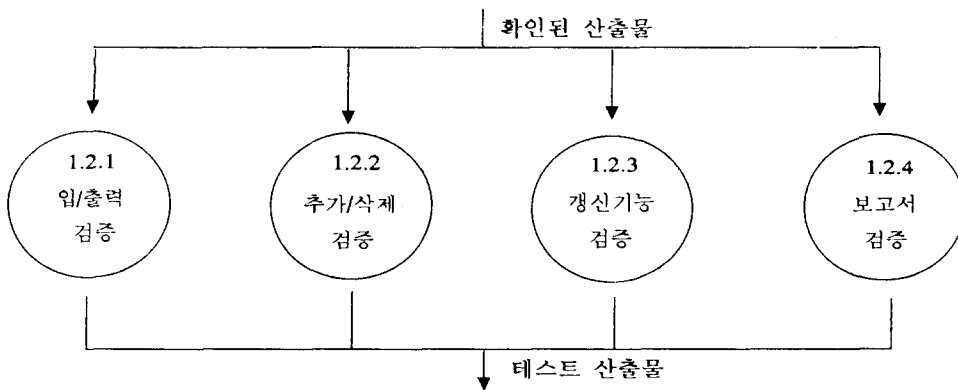 확인된 산출물
1.2.1
입/출력
검증
1.2.2
추가/삭제
검증
1.2.3
갱신기능
검증
1.2.4
보고서
검증
테스트 산출물